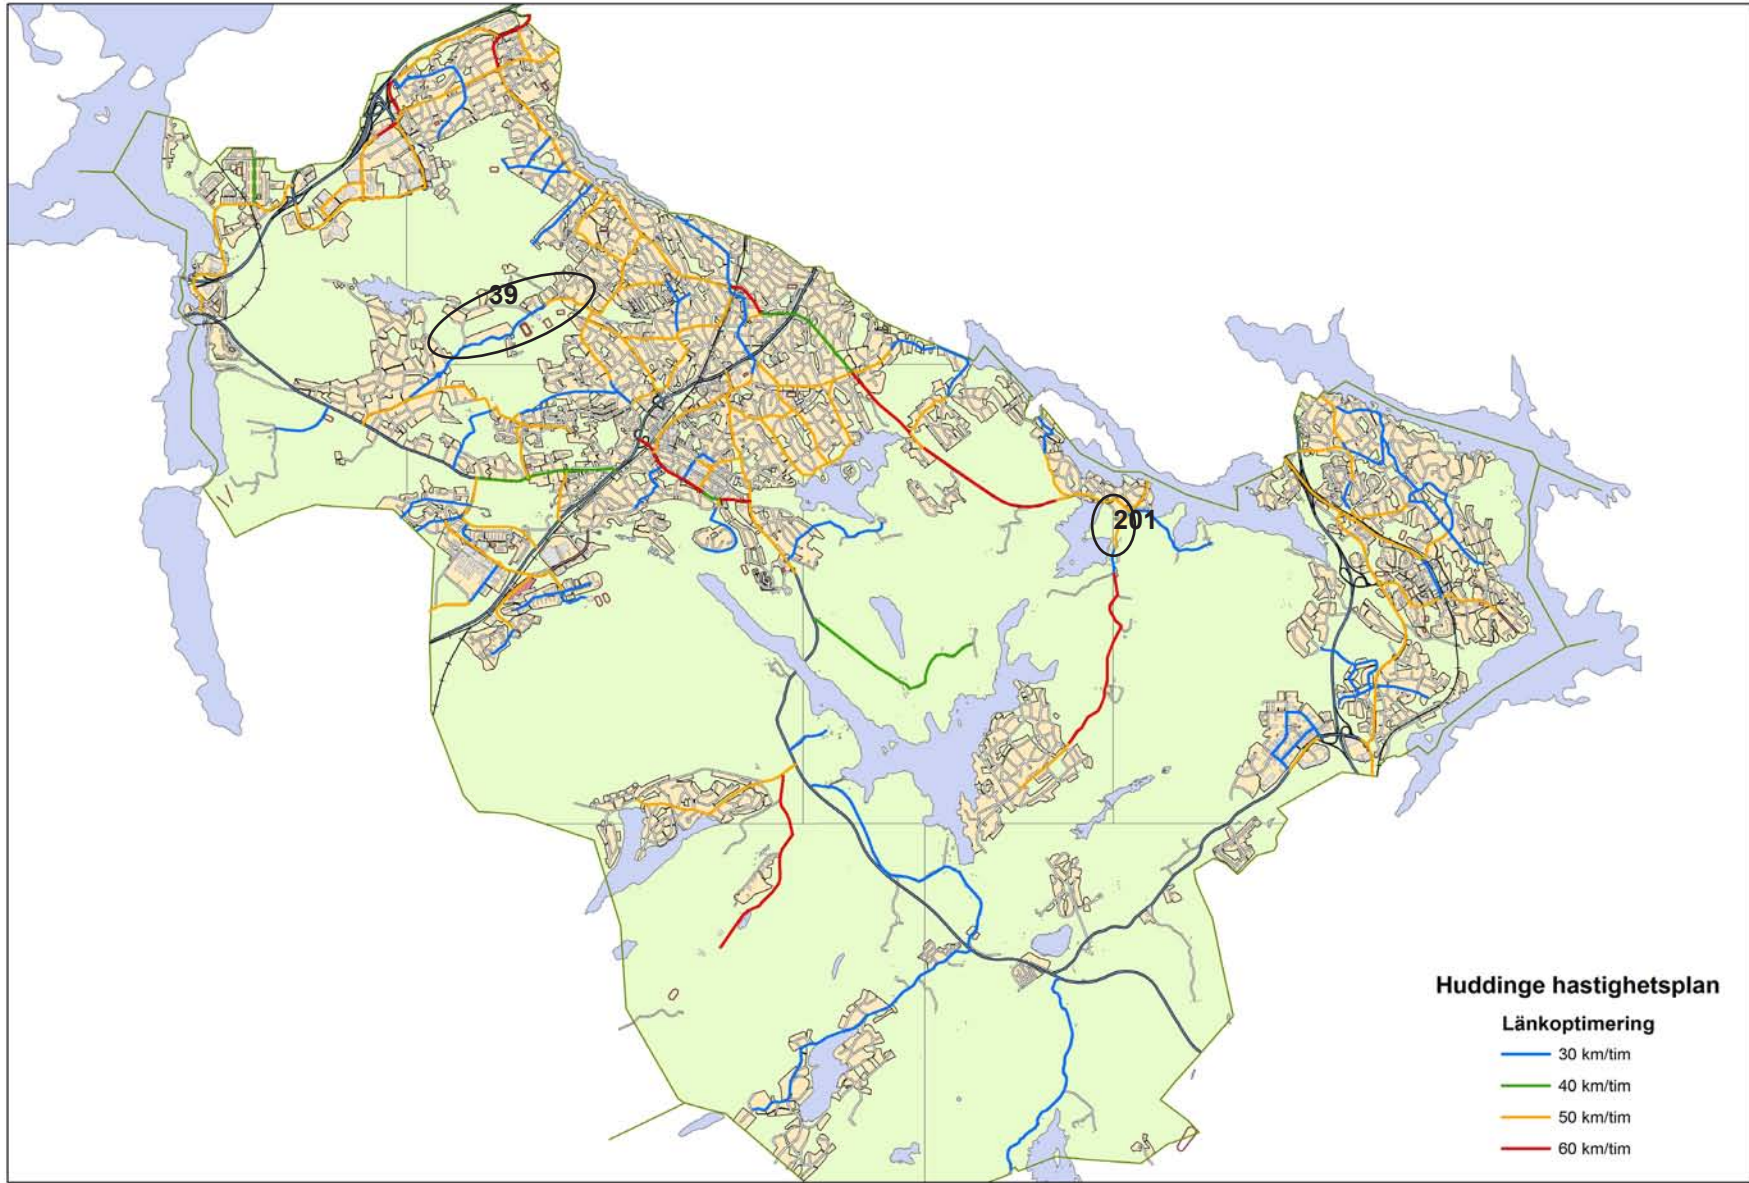 39
201
Huddinge hastighetsplan
Länkoptimering
30 km/tim
40 km/tim
50 km/tim
60 km/tim